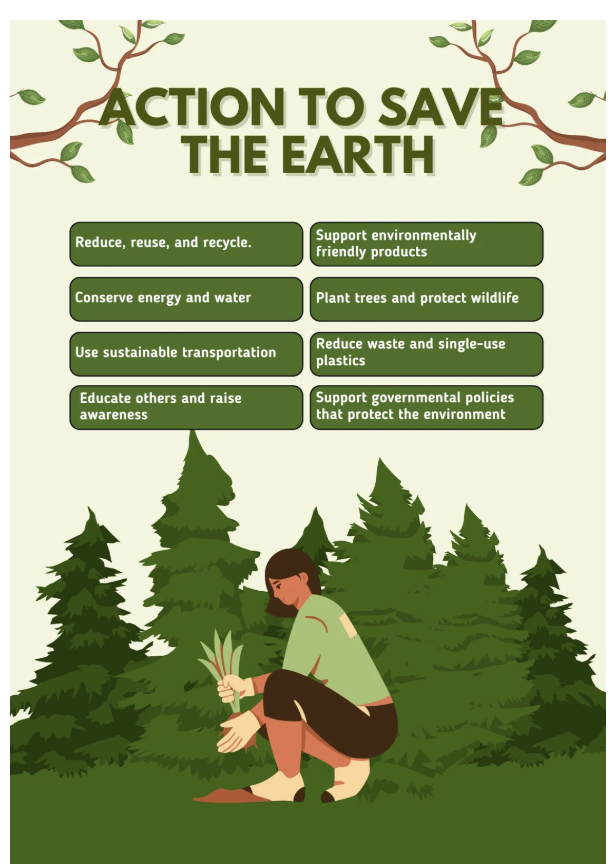 ACTION TO SAVE
THE EARTH
Reduce, reuse, and recycle.
Support environmentally
friendly products
Conserve energy and water
Plant trees and protect wildlife
Use sustainable transportation
Reduce waste and single-use
plastics
Educate others and raise
awareness
Support governmental policies
that protect the environment